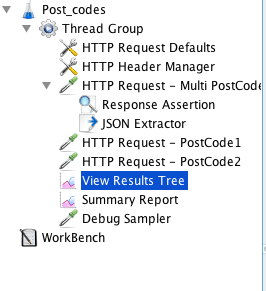 Post_codes
Thread Group
HTTP Request Defaults
HTTP Header Manager
HTTP Request - Multi PostCode
Response Assertion
JSON Extractor
HTTP Request - PostCode1
HTTP Request - PostCode2
View Results Tree
Summary Report
Debug Sampler
WorkBench